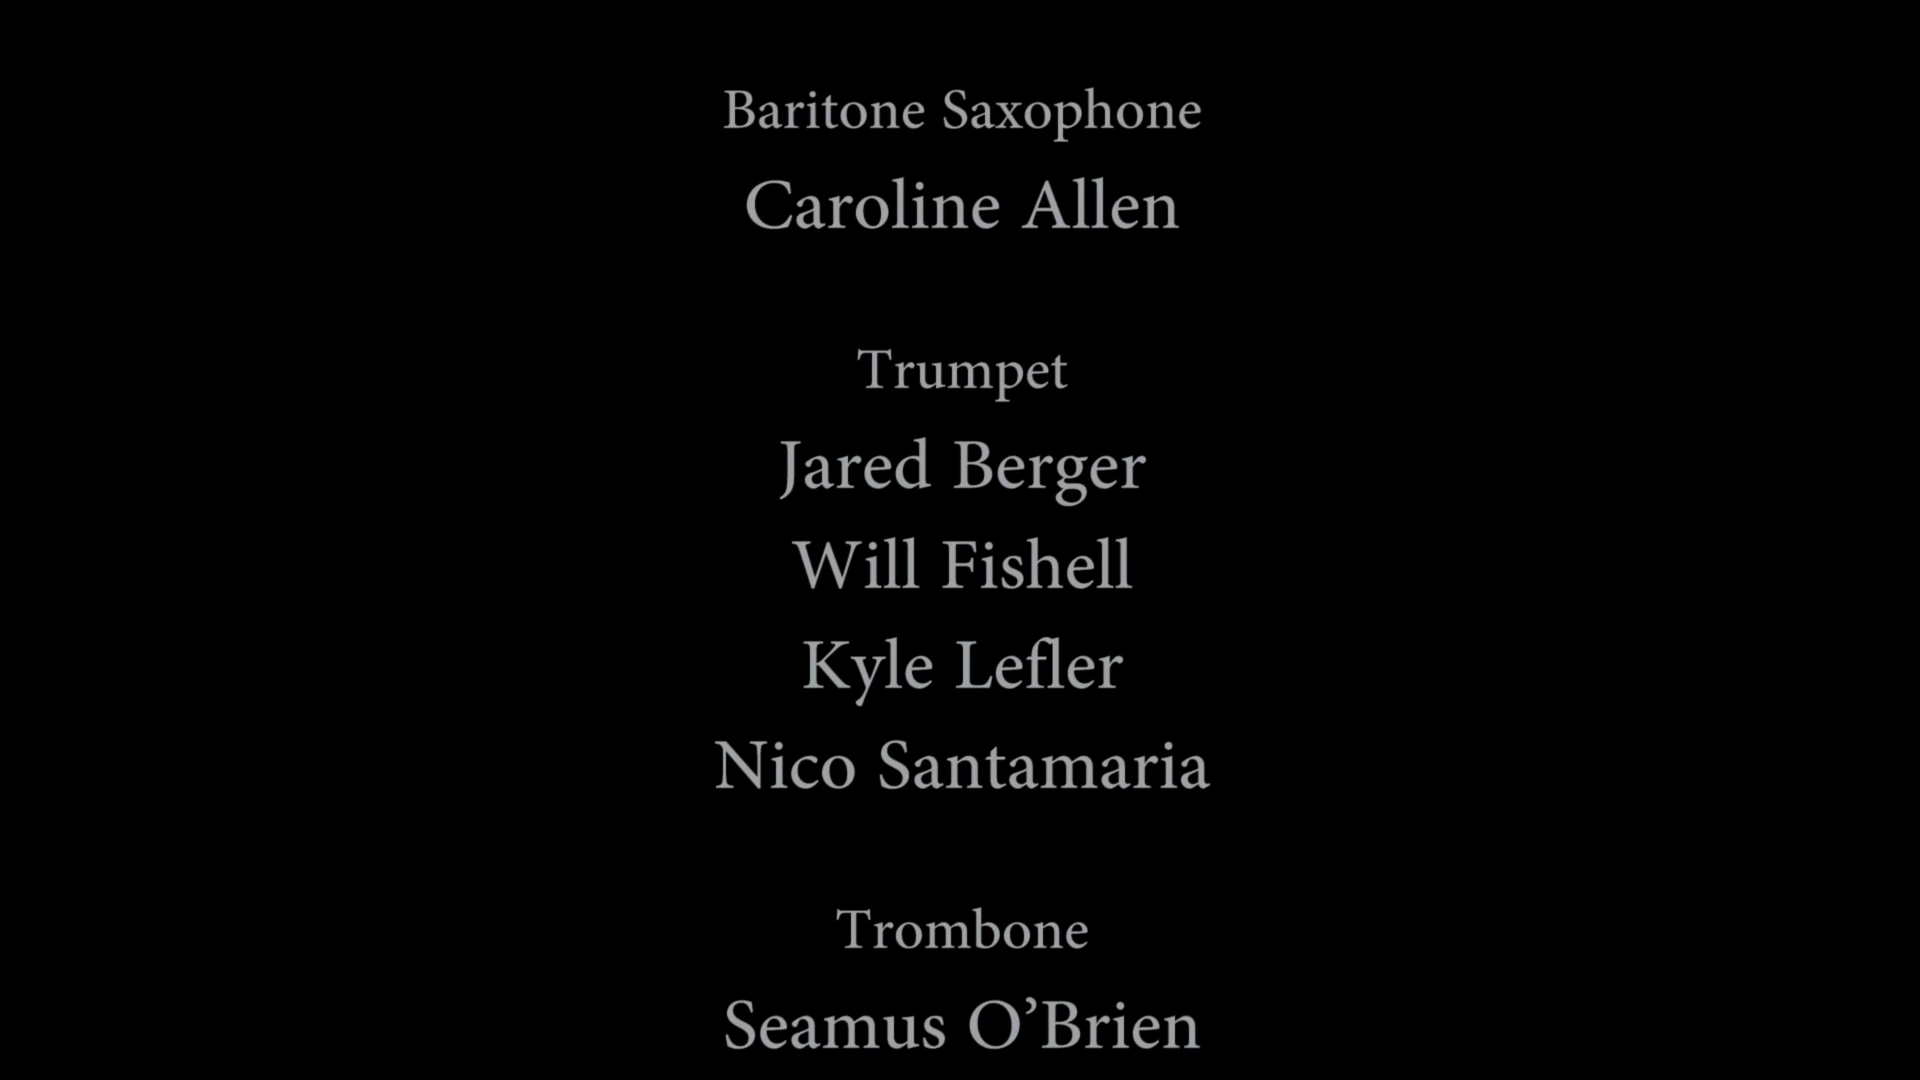 Baritone Saxophone
Caroline Allen
Trumpet
Jared Berger
Will Fishell
Kyle Lefler
Nico Santamaria
Trombone
Seamus O’Brien